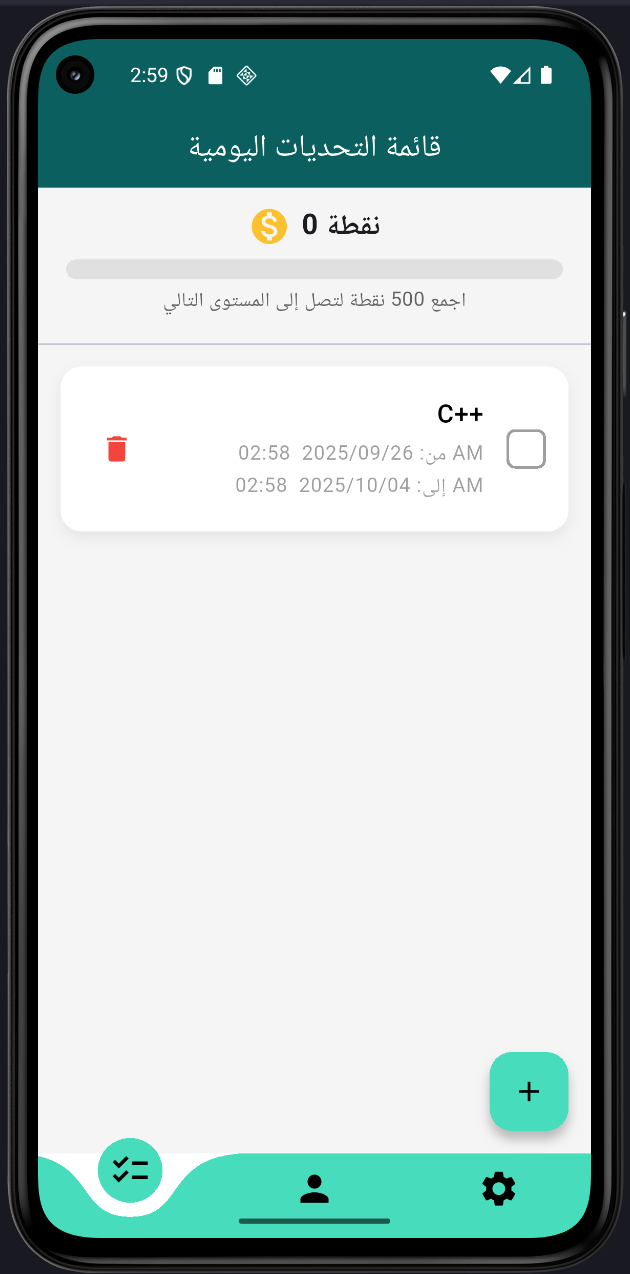 2:59
قائمة التحديات اليومية
0 نقطة
اجمع 500 نقطة لتصل إلى المستوى التالي
C++
AM من: 2025/09/26 02:58
AM إلى: 2025/10/04 02:58